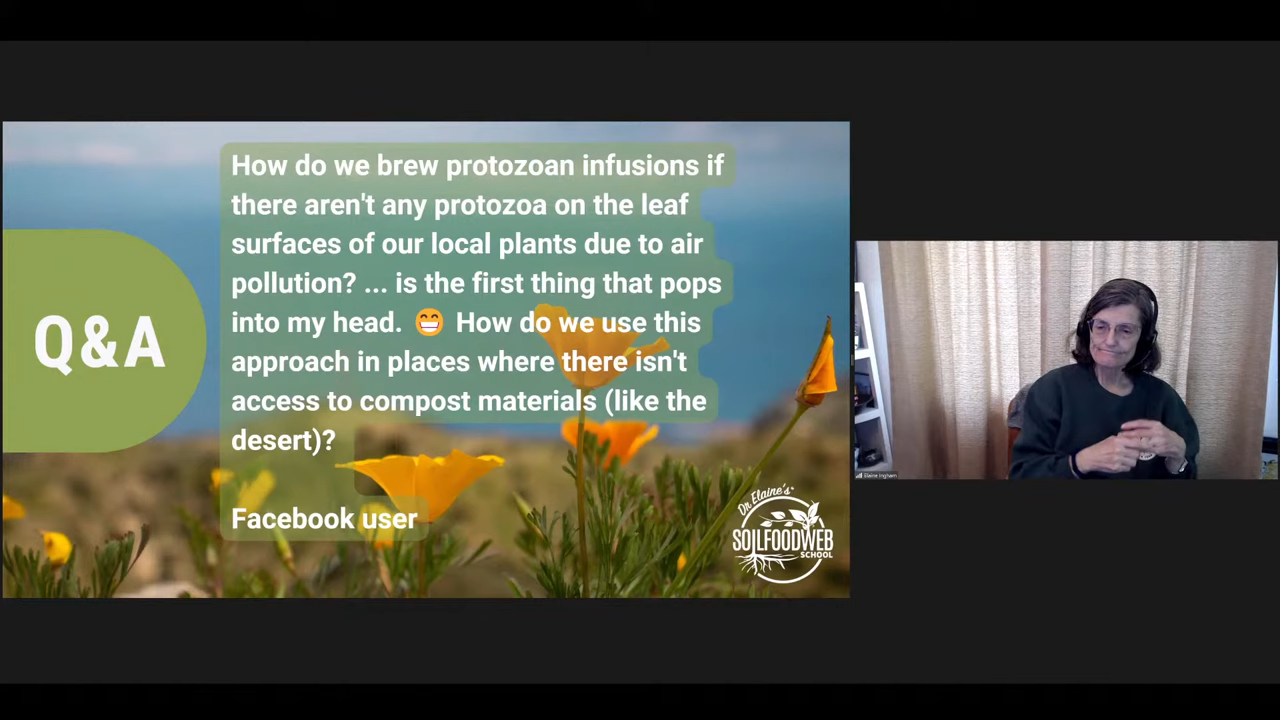 Q&A
How do we brew protozoan infusions if
there aren't any protozoa on the leaf
surfaces of our local plants due to air
pollution? ... is the first thing that pops
into my head. 😁 How do we use this
approach in places where there isn't
access to compost materials (like the
desert)?
Facebook user
Dr. Elaine's
SOILFOODWEB
SCHOOL
Elaine Ingham